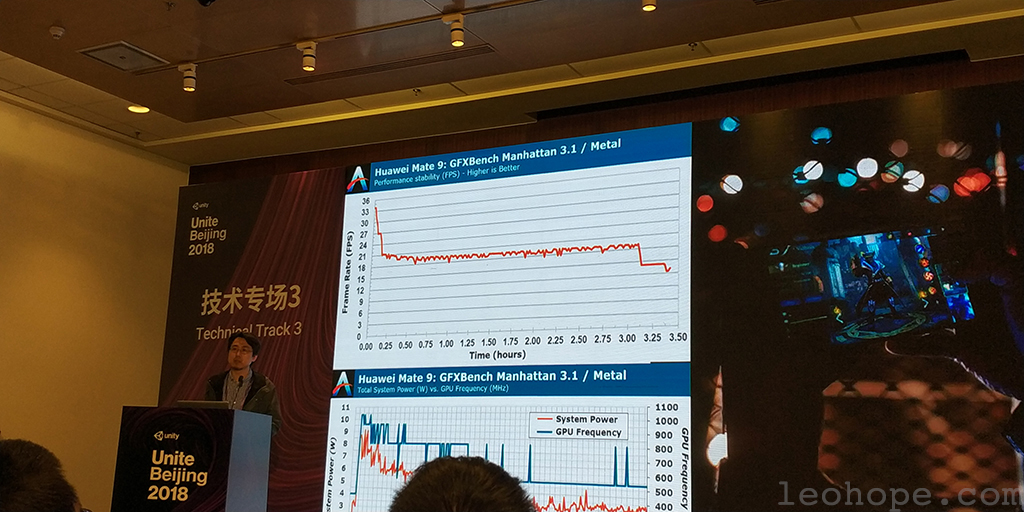 unity
Unite
Beijing
2018
技术专场3
Technical Track 3
unity
Unite
Beijing
2018
Huawei Mate 9: GFXBench Manhattan 3.1 / Metal
Performance stability (FPS) - Higher is Better
Frame Rate (FPS)
36
33
30
27
24
21
18
15
12
9
6
3
0
0.00 0.25 0.50 0.75 1.00 1.25 1.50 1.75 2.00 2.25 2.50 2.75 3.00 3.25 3.50
Time (hours)
Huawei Mate 9: GFXBench Manhattan 3.1 / Metal
Total System Power (W) vs. GPU Frequency (MHz)
System Power
GPU Frequency
stem Power (W)
11
10
9
8
7
6
5
4
3
1100
1000
900
800
700
600
500
400
GPU Frequency
leohope.com